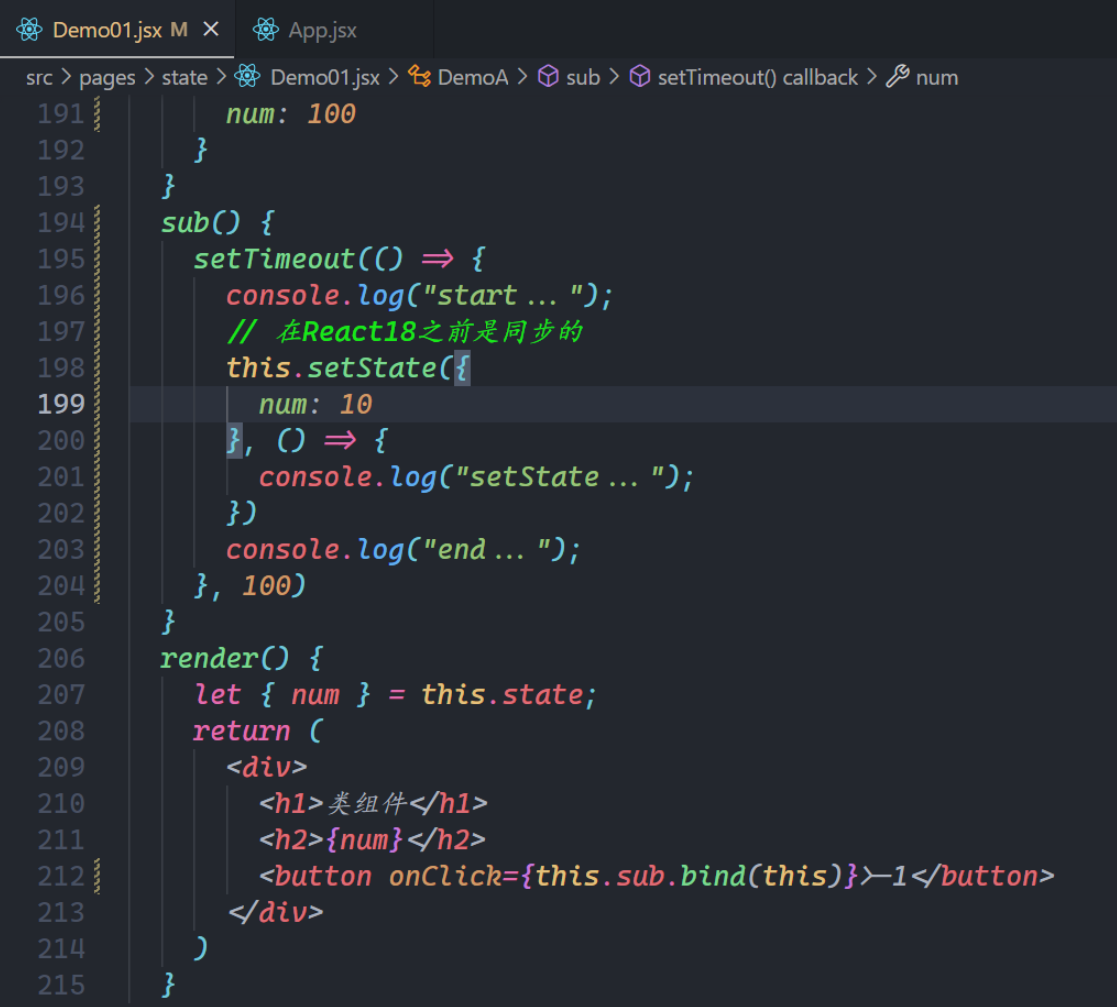 Demo01.jsx M × App.jsx
src > pages > state > Demo01.jsx > DemoA > sub > setTimeout() callback > num
191 num: 100
192 }
193 }
194 sub() {
195 setTimeout(() => {
196 console.log("start...");
197 // 在React18之前是同步的
198 this.setState({
199 num: 10
200 }, () => {
201 console.log("setState...");
202 })
203 console.log("end...");
204 }, 100)
205 }
206 render() {
207 let { num } = this.state;
208 return (
209 <div>
210 <h1>类组件</h1>
211 <h2>{num}</h2>
212 <button onClick={this.sub.bind(this)}>-1</button>
213 </div>
214 )
215 }